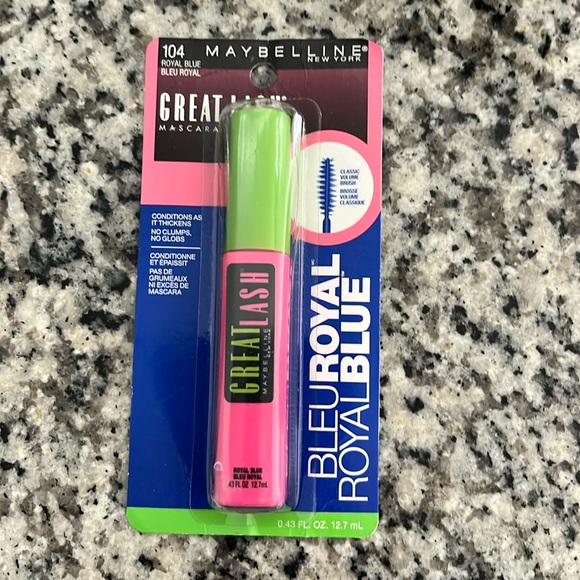 104
ROYAL BLUE
BLEU ROYAL
MAYBELLINE®
NEW YORK
GREAT LASH
MASCARA
CLASSIC
VOLUME
BRUSH
BROSSE
VOLUME
CLASSIQUE
CONDITIONS AS
IT THICKENS
NO CLUMPS,
NO GLOBS
CONDITIONNE
ET ÉPAISSIT
PAS DE
GRUMEAUX
NI EXCÈS DE
MASCARA
GREAT LASH
MAYBELLINE
NEW YORK
BLEU ROYAL
ROYAL BLUE
ROYAL BLUE
BLEU ROYAL
.43 FL. OZ 12.7mL
0.43 FL. OZ. 12.7 mL